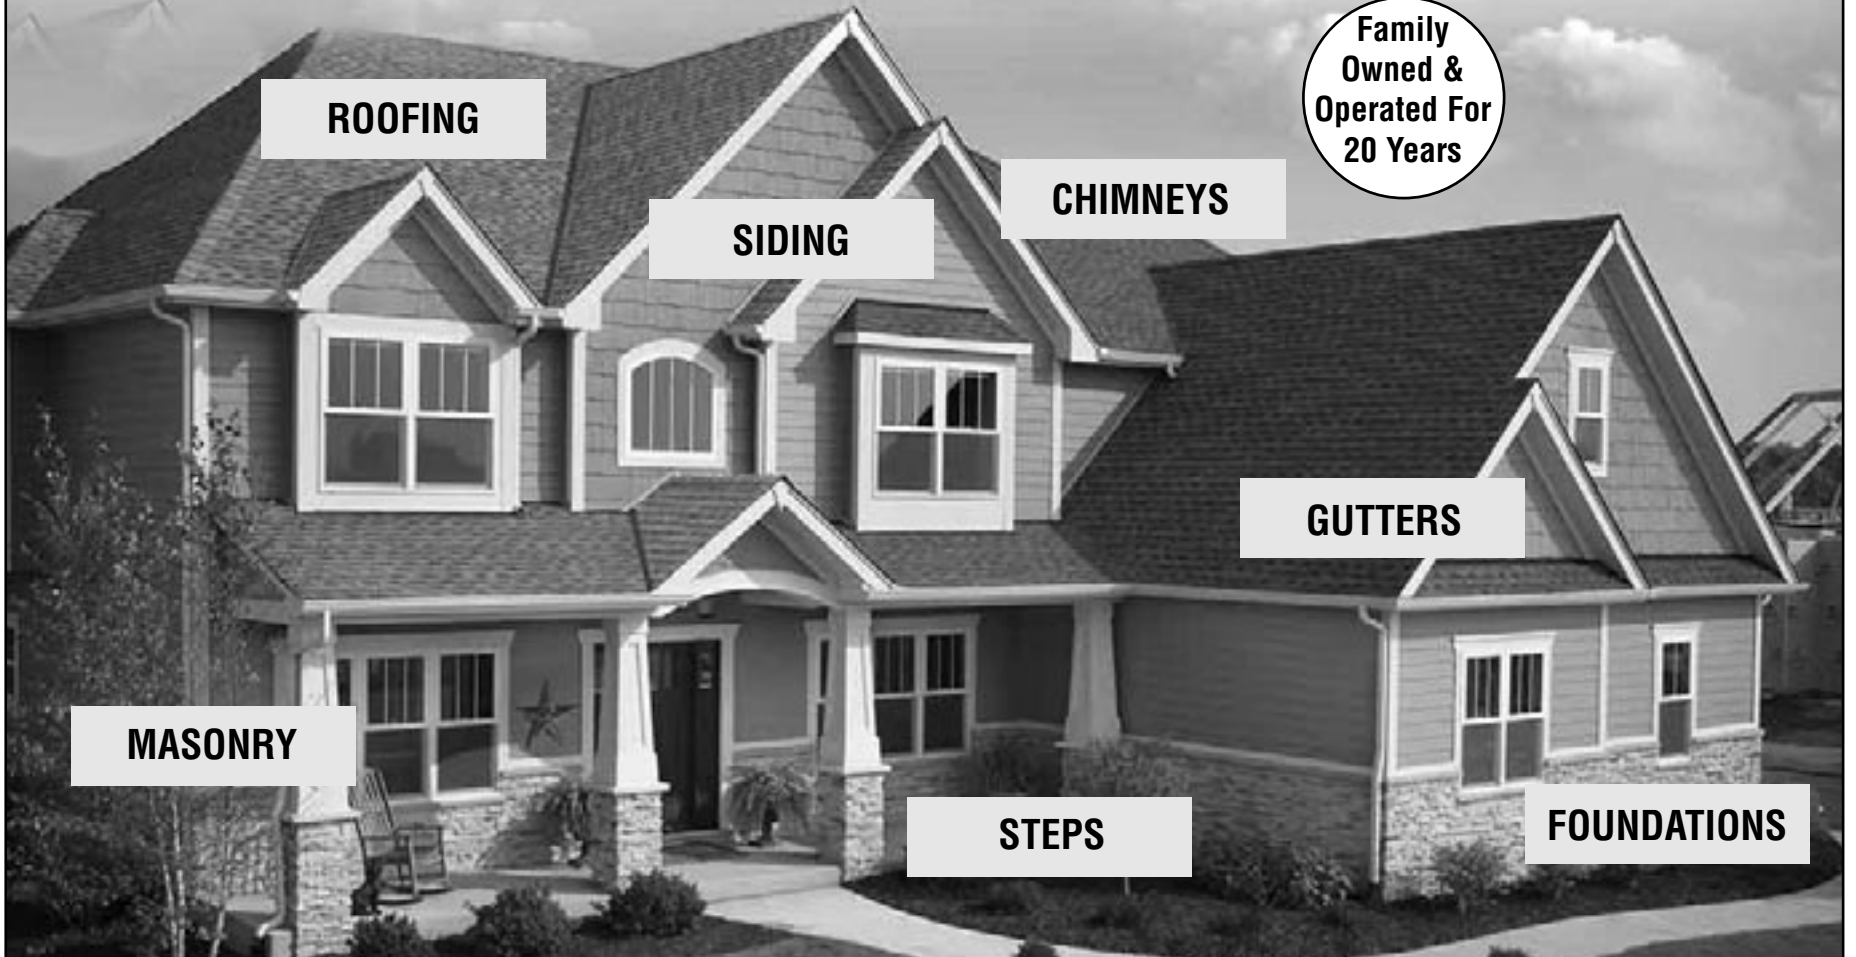 Family
Owned &
Operated For
20 Years
ROOFING
CHIMNEYS
SIDING
GUTTERS
MASONRY
STEPS
FOUNDATIONS